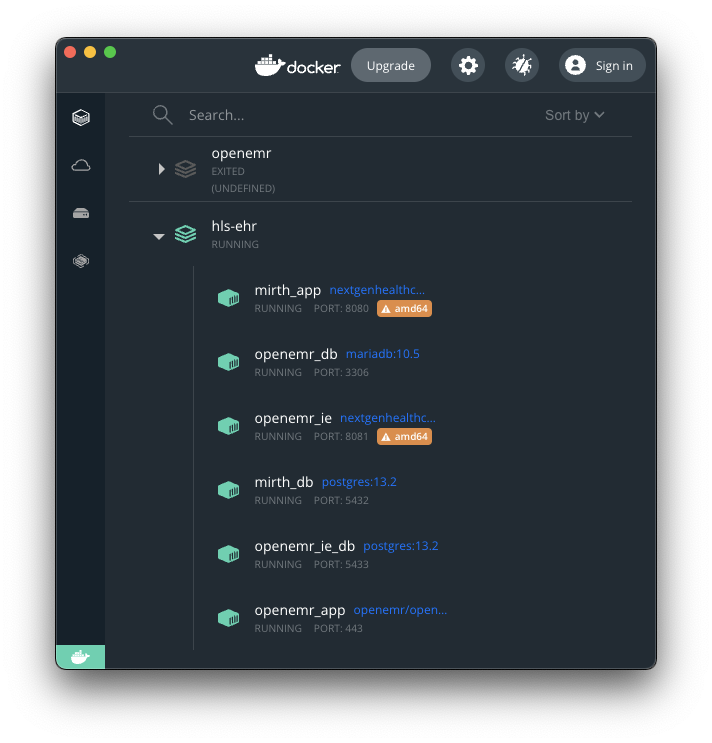 docker
Upgrade
Sign in
Search...
Sort by
openemr
EXITED
(UNDEFINED)
hls-ehr
RUNNING
mirth_app nextgenhealthc...
RUNNING PORT: 8080 amd64
openemr_db mariadb:10.5
RUNNING PORT: 3306
openemr_ie nextgenhealthc...
RUNNING PORT: 8081 amd64
mirth_db postgres:13.2
RUNNING PORT: 5432
openemr_ie_db postgres:13.2
RUNNING PORT: 5433
openemr_app openemr/open...
RUNNING PORT: 443